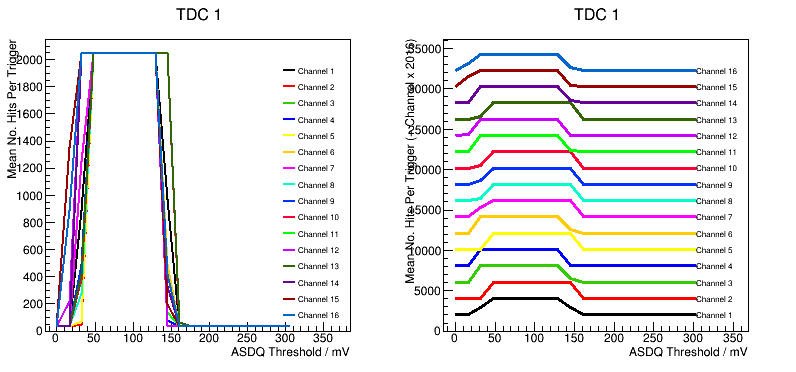 TDC 1
Mean No. Hits Per Trigger
2000
1800
1600
1400
1200
1000
800
600
400
200
0
0 50 100 150 200 250 300 350
ASDQ Threshold / mV
Channel 1
Channel 2
Channel 3
Channel 4
Channel 5
Channel 6
Channel 7
Channel 8
Channel 9
Channel 10
Channel 11
Channel 12
Channel 13
Channel 14
Channel 15
Channel 16
TDC 1
Mean No. Hits Per Trigger (+ Channel x 2016)
35000
30000
25000
20000
15000
10000
5000
0
0 50 100 150 200 250 300 350
ASDQ Threshold / mV
Channel 16
Channel 15
Channel 14
Channel 13
Channel 12
Channel 11
Channel 10
Channel 9
Channel 8
Channel 7
Channel 6
Channel 5
Channel 4
Channel 3
Channel 2
Channel 1